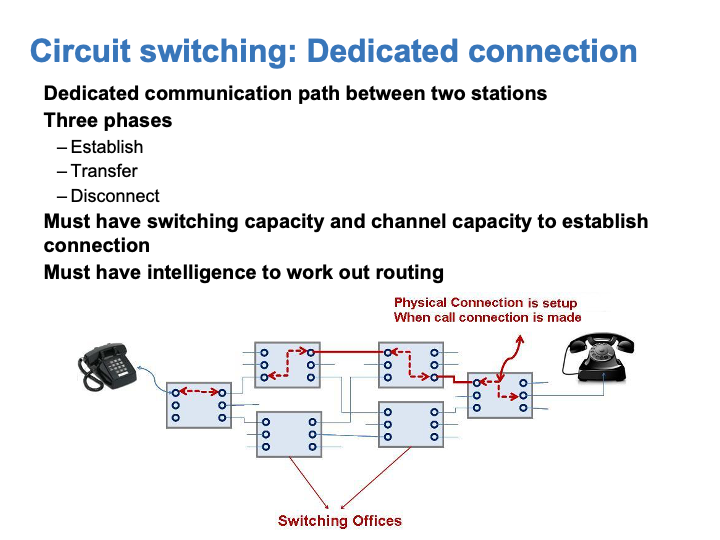 Circuit switching: Dedicated connection
Dedicated communication path between two stations
Three phases
– Establish
– Transfer
– Disconnect
Must have switching capacity and channel capacity to establish
connection
Must have intelligence to work out routing
Physical Connection is setup
When call connection is made
Switching Offices